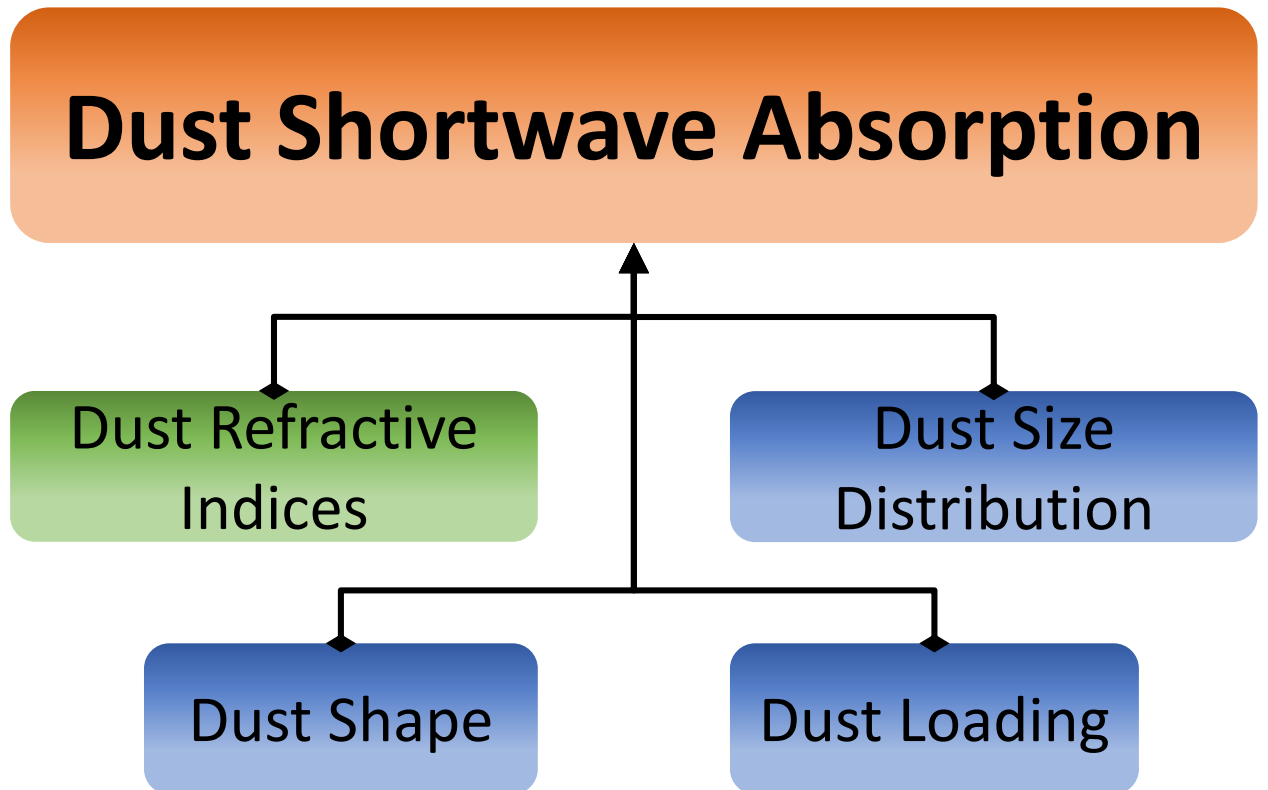 Dust Shortwave Absorption
Dust Refractive
Indices
Dust Size
Distribution
Dust Shape
Dust Loading